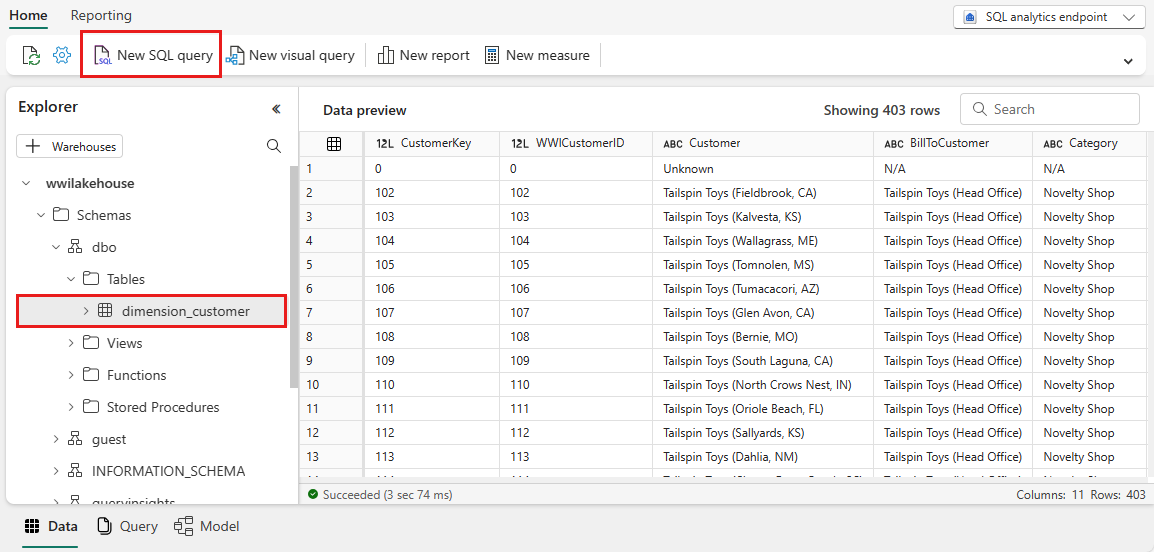 Home Reporting
SQL analytics endpoint
SQL New SQL query New visual query New report New measure
Explorer
Warehouses
wwilakehouse
Schemas
dbo
Tables
dimension_customer
Views
Functions
Stored Procedures
guest
INFORMATION_SCHEMA
queryinsights
Data preview Showing 403 rows Search
12L CustomerKey 12L WWICustomerID ABC Customer ABC BillToCustomer ABC Category
1 0 0 Unknown N/A N/A
2 102 102 Tailspin Toys (Fieldbrook, CA) Tailspin Toys (Head Office) Novelty Shop
3 103 103 Tailspin Toys (Kalvesta, KS) Tailspin Toys (Head Office) Novelty Shop
4 104 104 Tailspin Toys (Wallagrass, ME) Tailspin Toys (Head Office) Novelty Shop
5 105 105 Tailspin Toys (Tomnolen, MS) Tailspin Toys (Head Office) Novelty Shop
6 106 106 Tailspin Toys (Tumacacori, AZ) Tailspin Toys (Head Office) Novelty Shop
7 107 107 Tailspin Toys (Glen Avon, CA) Tailspin Toys (Head Office) Novelty Shop
8 108 108 Tailspin Toys (Bernie, MO) Tailspin Toys (Head Office) Novelty Shop
9 109 109 Tailspin Toys (South Laguna, CA) Tailspin Toys (Head Office) Novelty Shop
10 110 110 Tailspin Toys (North Crows Nest, IN) Tailspin Toys (Head Office) Novelty Shop
11 111 111 Tailspin Toys (Oriole Beach, FL) Tailspin Toys (Head Office) Novelty Shop
12 112 112 Tailspin Toys (Sallyards, KS) Tailspin Toys (Head Office) Novelty Shop
13 113 113 Tailspin Toys (Dahlia, NM) Tailspin Toys (Head Office) Novelty Shop
Succeeded (3 sec 74 ms) Columns: 11 Rows: 403
Data Query Model